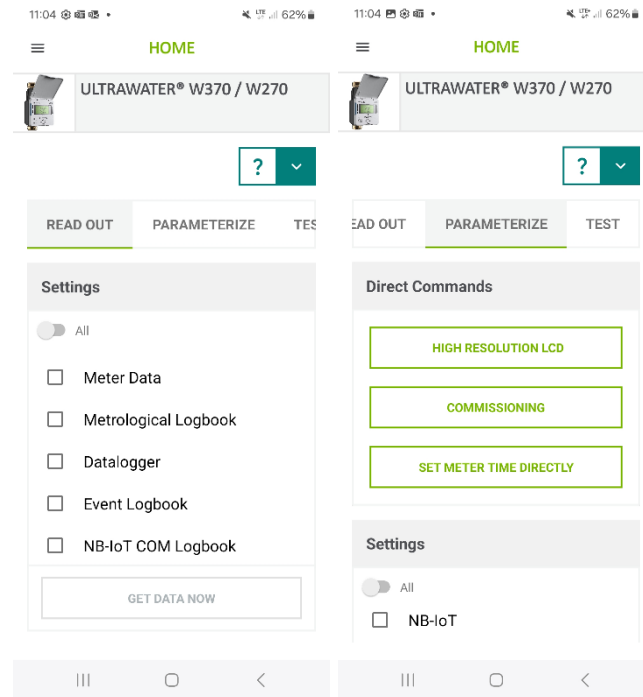 11:04
62%
HOME
ULTRAWATER® W370 / W270
?
READ OUT PARAMETERIZE TES
Settings
All
Meter Data
Metrological Logbook
Datalogger
Event Logbook
NB-IoT COM Logbook
GET DATA NOW
11:04
LTE 62%
HOME
ULTRAWATER® W370 / W270
?
EAD OUT PARAMETERIZE TEST
Direct Commands
HIGH RESOLUTION LCD
COMMISSIONING
SET METER TIME DIRECTLY
Settings
All
NB-IoT